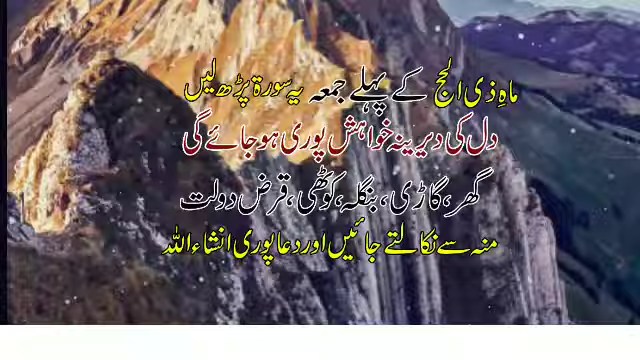 ماہِ ذی الحج کے پہلے جمعہ یہ سورۃ پڑھ لیں
دل کی دیرینہ خواہش پوری ہو جائے گی
گھر، گاڑی، بنگلہ، کوٹھی، قرض دولت
منہ سے نکالتے جائیں اور دعا پوری انشاء اللہ